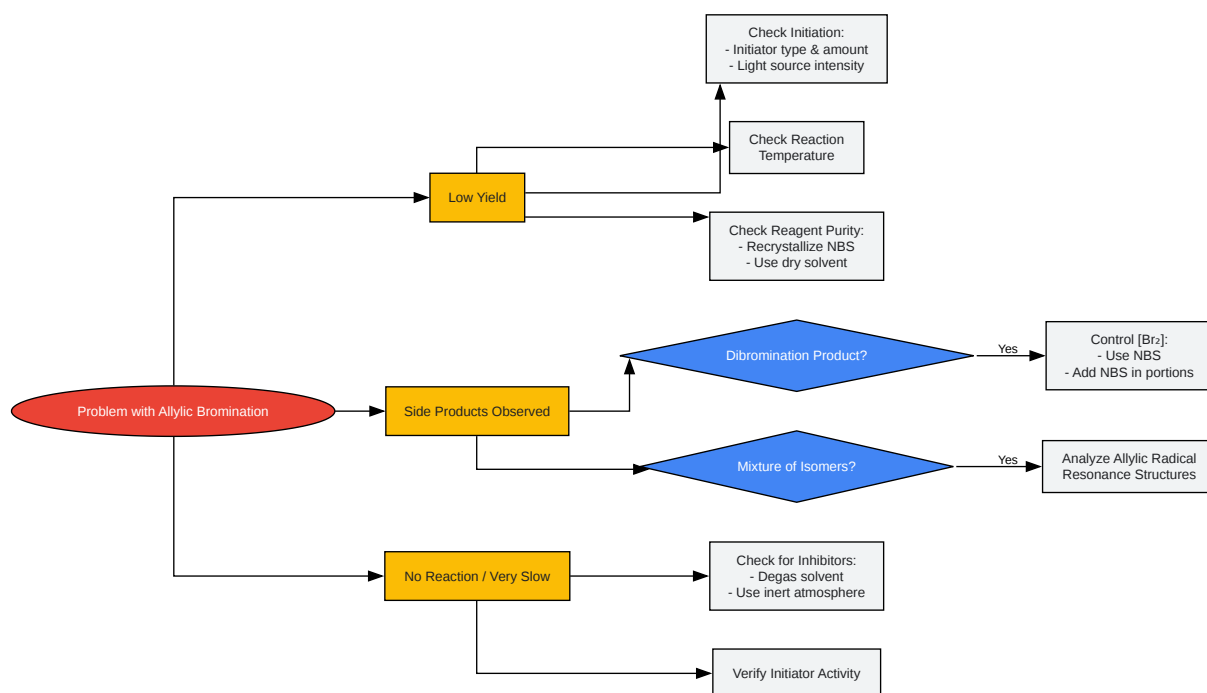 Check Initiation:
- Initiator type & amount
- Light source intensity
Check Reaction
Temperature
Low Yield
Check Reagent Purity:
- Recrystallize NBS
- Use dry solvent
Dibromination Product?
Yes
Control [Br₂]:
- Use NBS
- Add NBS in portions
Problem with Allylic Bromination
Side Products Observed
Mixture of Isomers?
Yes
Analyze Allylic Radical
Resonance Structures
No Reaction / Very Slow
Check for Inhibitors:
- Degas solvent
- Use inert atmosphere
Verify Initiator Activity